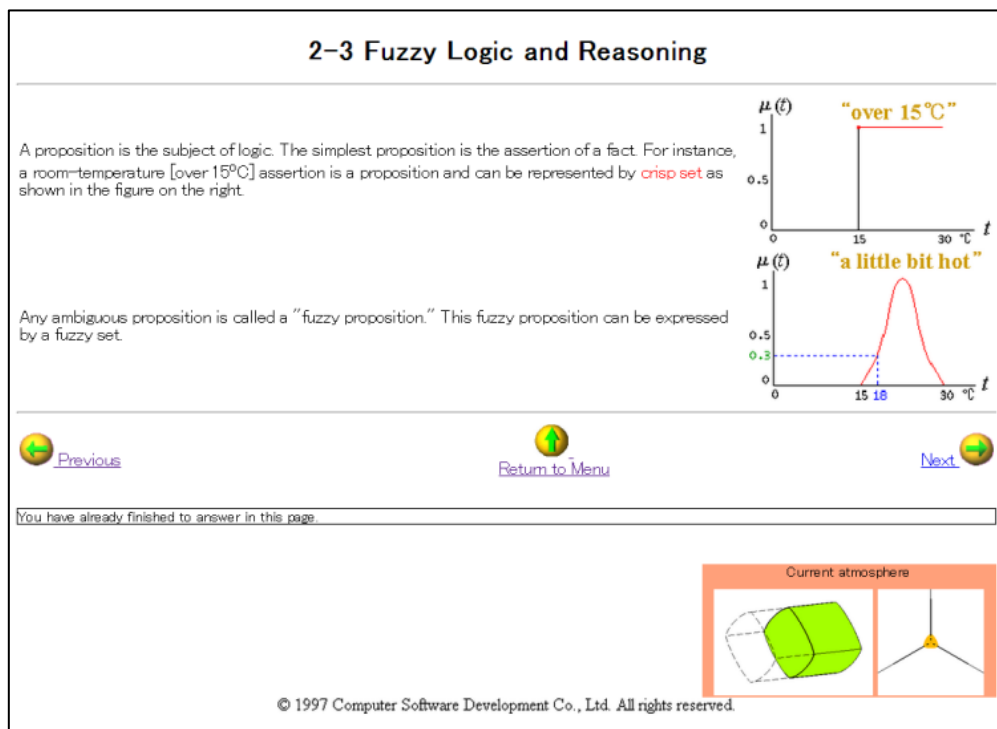 2-3 Fuzzy Logic and Reasoning
A proposition is the subject of logic. The simplest proposition is the assertion of a fact. For instance,
a room-temperature [over 15ºC] assertion is a proposition and can be represented by crisp set as
shown in the figure on the right.
μ(t)
"over 15℃"
1
0.5
0
0
15
30 ℃
t
Any ambiguous proposition is called a "fuzzy proposition." This fuzzy proposition can be expressed
by a fuzzy set.
μ(t)
"a little bit hot"
1
0.5
0.3
0
0
15 18
30 ℃
t
Previous
Return to Menu
Next
You have already finished to answer in this page.
Current atmosphere
© 1997 Computer Software Development Co., Ltd. All rights reserved.